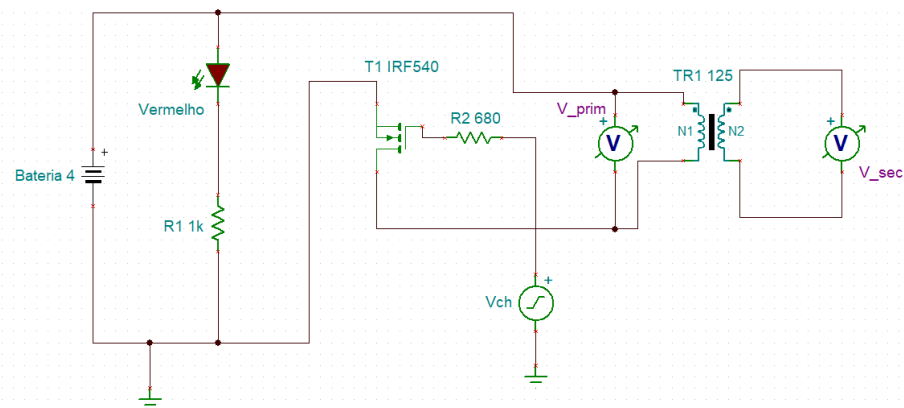 T1 IRF540
TR1 125
Vermelho
R2 680
V_prim
+
V
N1
N2
+
V
V_sec
+
Bateria 4
R1 1k
+
Vch